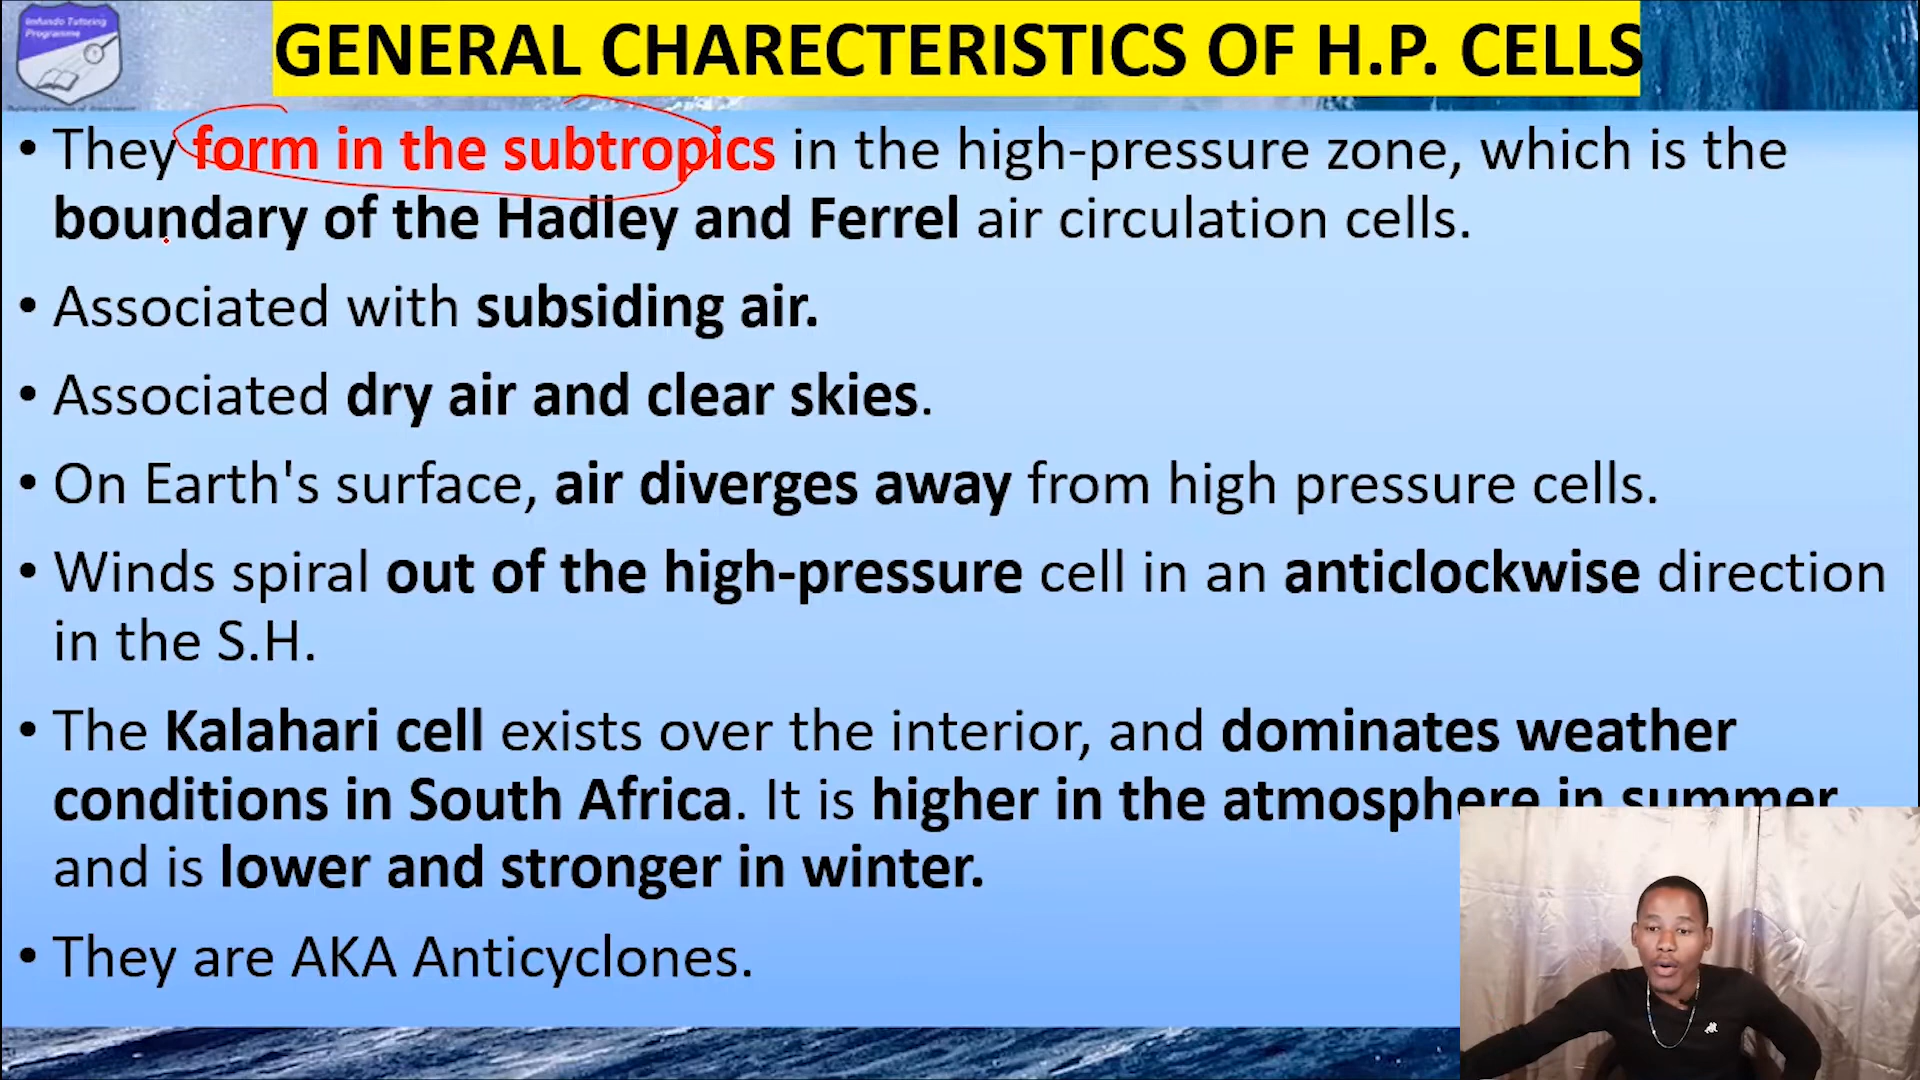 Imfundo Tutoring
Programme
GENERAL CHARECTERISTICS OF H.P. CELLS
• They form in the subtropics in the high-pressure zone, which is the
boundary of the Hadley and Ferrel air circulation cells.
• Associated with subsiding air.
• Associated dry air and clear skies.
• On Earth's surface, air diverges away from high pressure cells.
• Winds spiral out of the high-pressure cell in an anticlockwise direction
in the S.H.
• The Kalahari cell exists over the interior, and dominates weather
conditions in South Africa. It is higher in the atmosphere in summer
and is lower and stronger in winter.
• They are AKA Anticyclones.